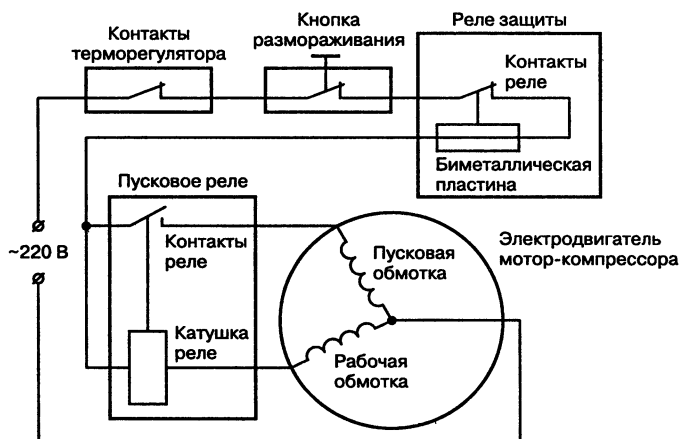 Контакты
терморегулятора
Кнопка
размораживания
Реле защиты
Контакты
реле
Биметаллическая
пластина
Пусковое реле
Контакты
реле
~220 В
Пусковая
обмотка
Электродвигатель
мотор-компрессора
Катушка
реле
Рабочая
обмотка